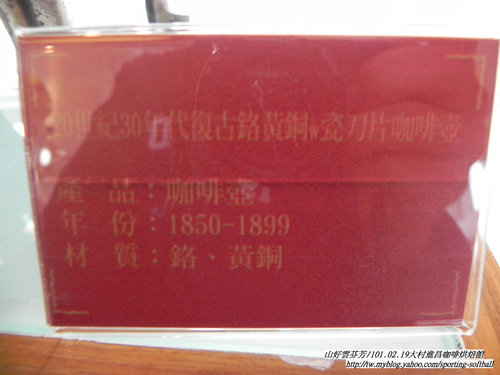 20世紀30年代復古鉻黃銅w瓷刀片咖啡壺
產 品：咖啡壺
年 份：1850-1899
材 質：鉻、黃銅
山好雲芬芳/101.02.19大村進昌咖啡烘焙館
http://tw.myblog.yahoo.com/sporting-softball